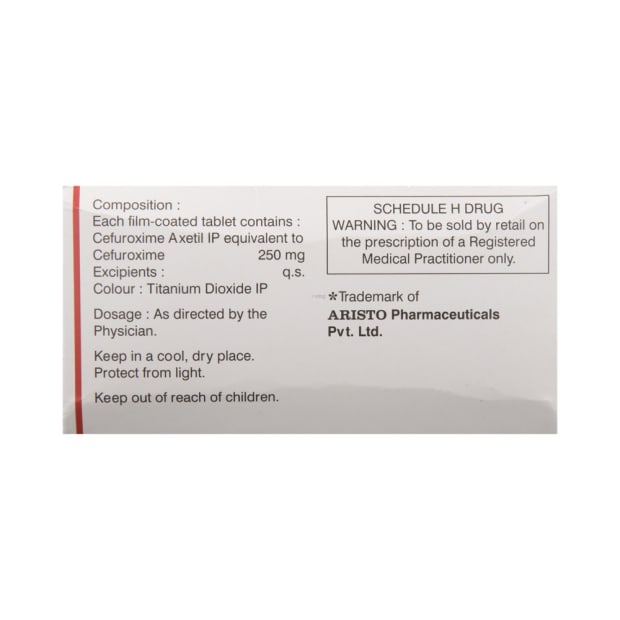 Composition :
Each film-coated tablet contains :
Cefuroxime Axetil IP equivalent to
Cefuroxime 250 mg
Excipients : q.s.
Colour : Titanium Dioxide IP
Dosage : As directed by the
Physician.
Keep in a cool, dry place.
Protect from light.
Keep out of reach of children.
SCHEDULE H DRUG
WARNING : To be sold by retail on
the prescription of a Registered
Medical Practitioner only.
*Trademark of
ARISTO Pharmaceuticals
Pvt. Ltd.